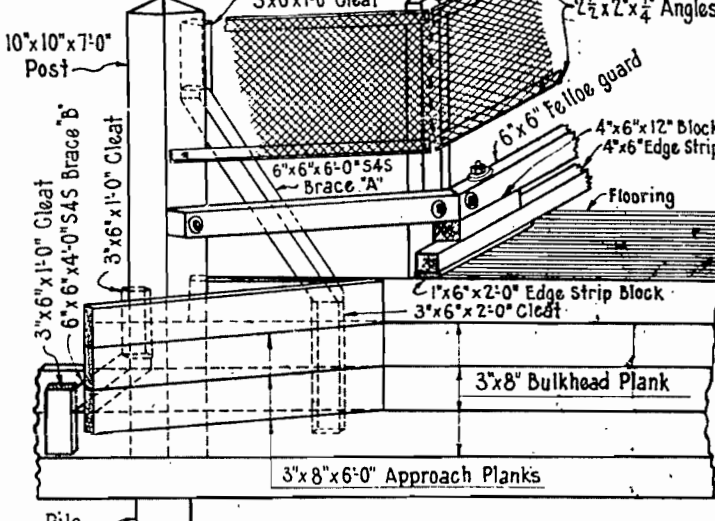 3"x6"x1'-0" Cleat
2½"x2"x¼" Angles
10"x10"x7'-0"
Post
6"x6" Felloe guard
4"x6"x12" Block
4"x6" Edge Strip
3"x6"x1'-0" Cleat
6"x6"x4'-0" S4S Brace "B"
3"x6"x1'-0" Cleat
6"x6"x6'-0" S4S
Brace "A"
Flooring
1"x6"x2'-0" Edge Strip Block
3"x6"x2'-0" Cleat
3"x8" Bulkhead Plank
3"x8"x6'-0" Approach Planks
Pile